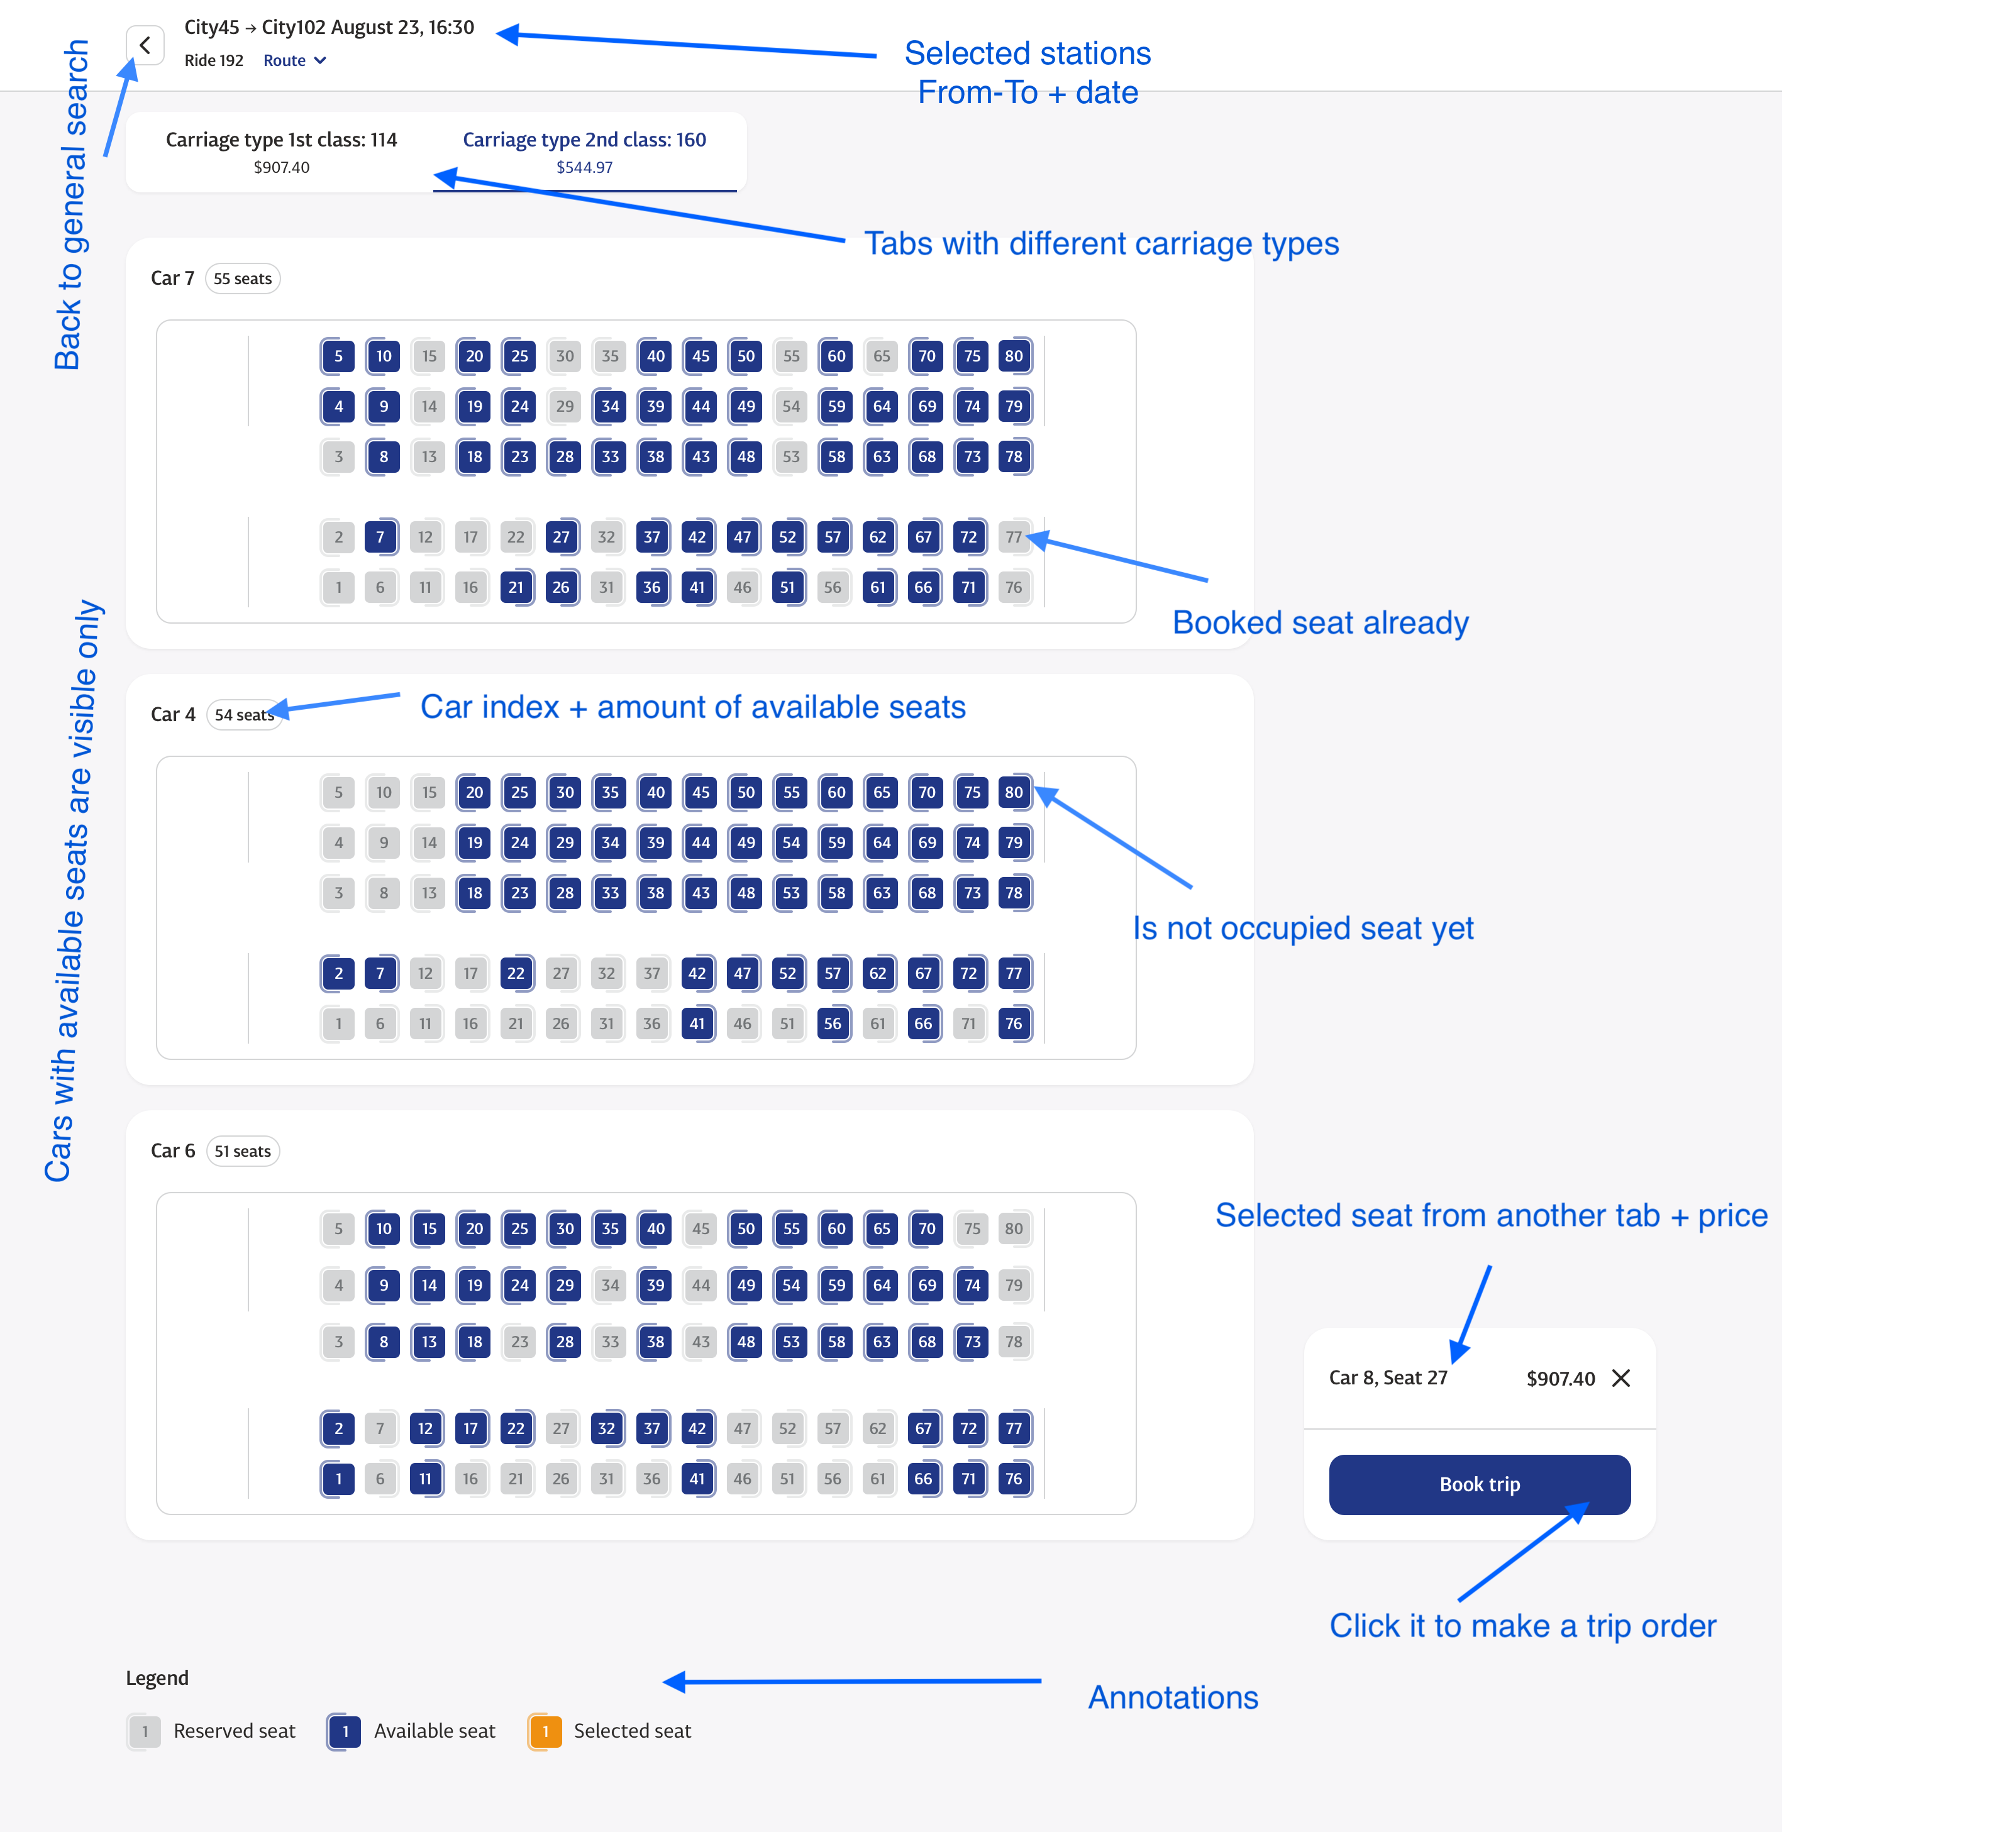 City45 → City102 August 23, 16:30
Ride 192 Route
Selected stations
From-To + date
Back to general search
Carriage type 1st class: 114
$907.40
Carriage type 2nd class: 160
$544.97
Tabs with different carriage types
Cars with available seats are visible only
Car 7 55 seats
5 10 15 20 25 30 35 40 45 50 55 60 65 70 75 80
4 9 14 19 24 29 34 39 44 49 54 59 64 69 74 79
3 8 13 18 23 28 33 38 43 48 53 58 63 68 73 78
2 7 12 17 22 27 32 37 42 47 52 57 62 67 72 77
1 6 11 16 21 26 31 36 41 46 51 56 61 66 71 76
Booked seat already
Car 4 54 seats
Car index + amount of available seats
5 10 15 20 25 30 35 40 45 50 55 60 65 70 75 80
4 9 14 19 24 29 34 39 44 49 54 59 64 69 74 79
3 8 13 18 23 28 33 38 43 48 53 58 63 68 73 78
Is not occupied seat yet
2 7 12 17 22 27 32 37 42 47 52 57 62 67 72 77
1 6 11 16 21 26 31 36 41 46 51 56 61 66 71 76
Car 6 51 seats
5 10 15 20 25 30 35 40 45 50 55 60 65 70 75 80
4 9 14 19 24 29 34 39 44 49 54 59 64 69 74 79
3 8 13 18 23 28 33 38 43 48 53 58 63 68 73 78
2 7 12 17 22 27 32 37 42 47 52 57 62 67 72 77
1 6 11 16 21 26 31 36 41 46 51 56 61 66 71 76
Selected seat from another tab + price
Car 8, Seat 27 $907.40
Book trip
Click it to make a trip order
Legend
Annotations
1 Reserved seat 1 Available seat 1 Selected seat